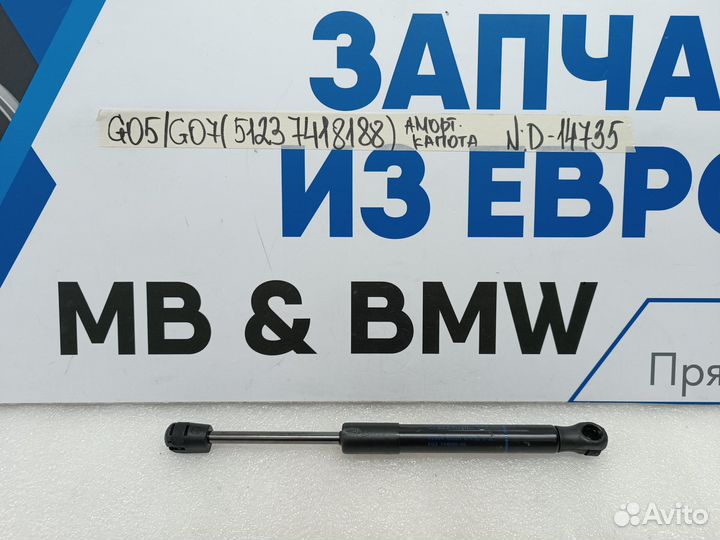 ЗАПЧА
G05/G07(51237418188) АМОРТ. КАПОТА N.D-14735
ИЗ ЕВРО
MB & BMW
Пря
Avito